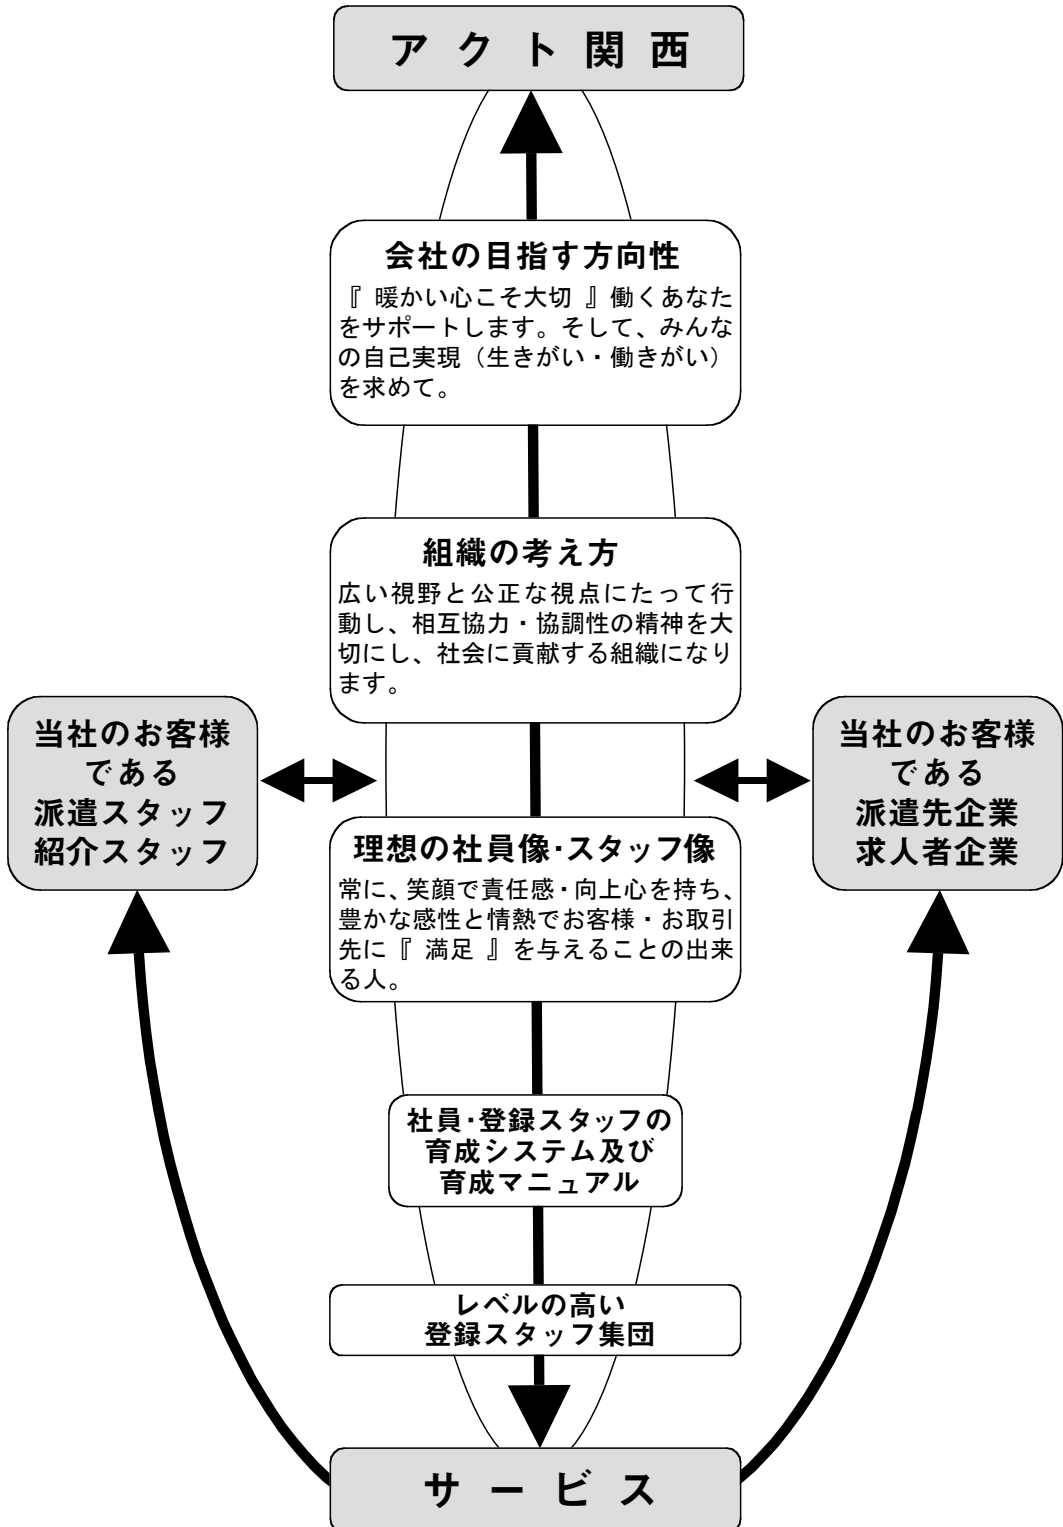 アクト関西
会社の目指す方向性
『 暖かい心こそ大切 』働くあなた
をサポートします。そして、みんな
の自己実現（生きがい・働きがい）
を求めて。
組織の考え方
広い視野と公正な視点にたって行
動し、相互協力・協調性の精神を大
切にし、社会に貢献する組織になり
ます。
当社のお客様
である
派遣スタッフ
紹介スタッフ
当社のお客様
である
派遣先企業
求人者企業
理想の社員像・スタッフ像
常に、笑顔で責任感・向上心を持ち、
豊かな感性と情熱でお客様・お取引
先に『 満足 』を与えることの出来
る人。
社員・登録スタッフの
育成システム及び
育成マニュアル
レベルの高い
登録スタッフ集団
サービス